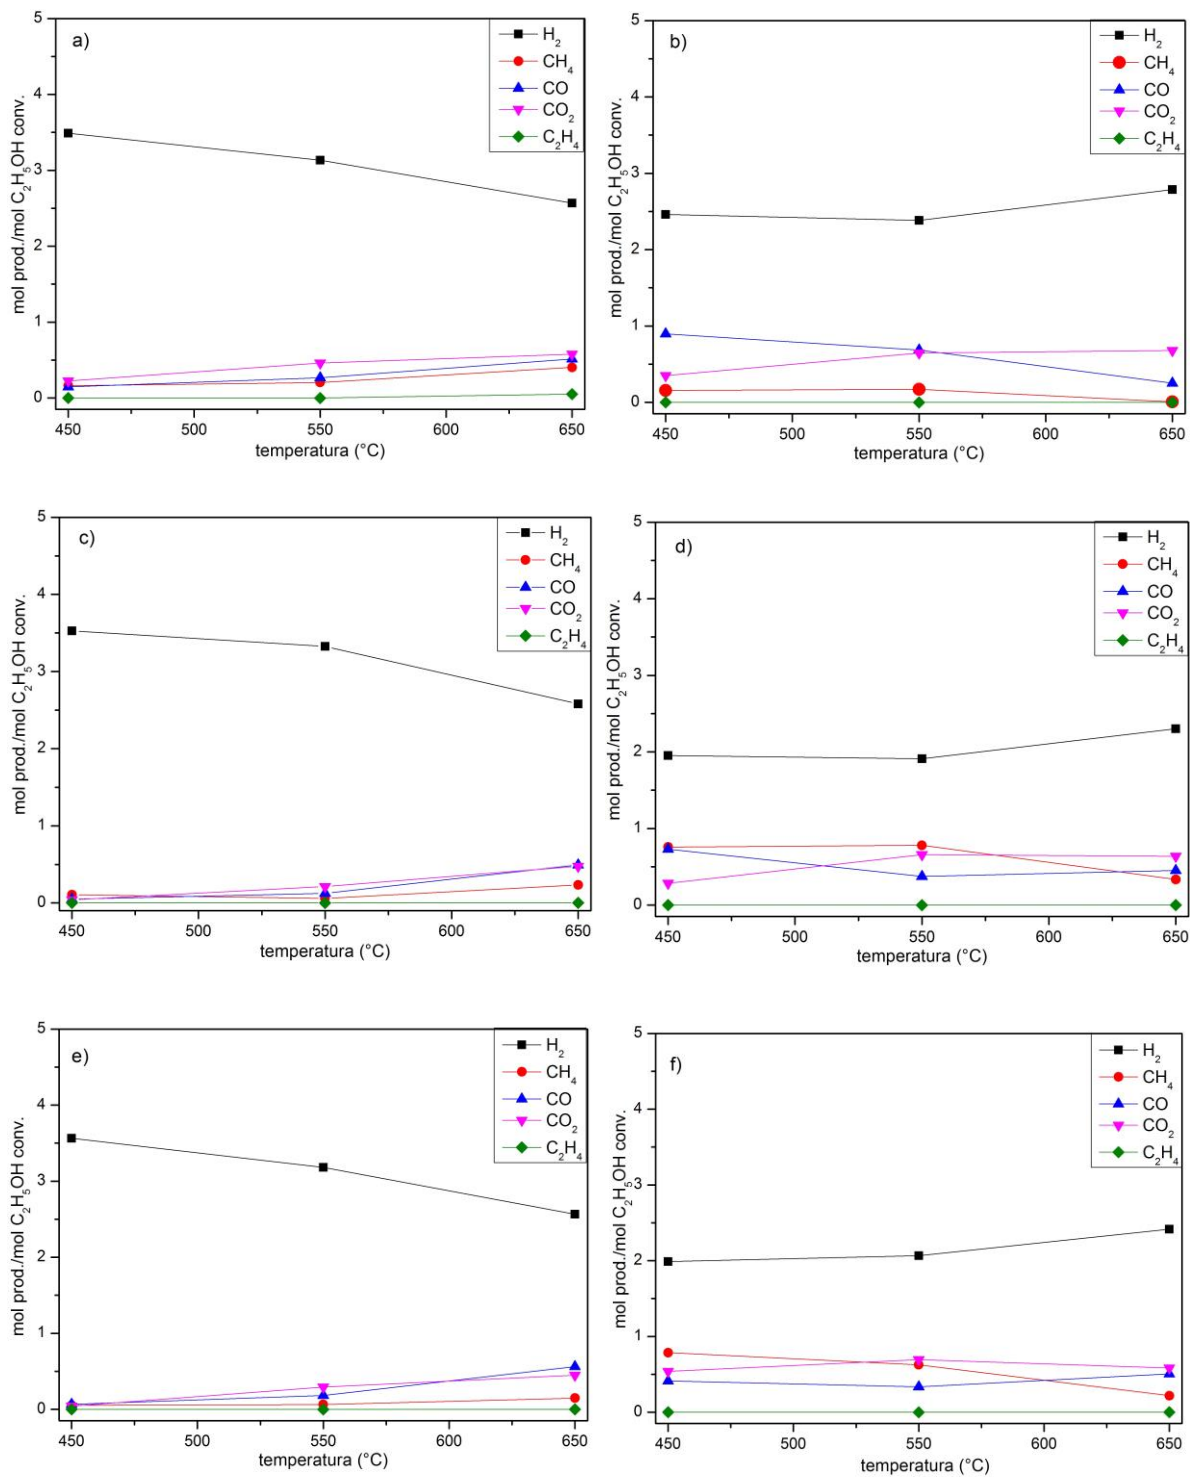 a)
H₂
CH₄
CO
CO₂
C₂H₄
5
4
3
2
1
0
mol prod./mol C₂H₅OH conv.
450 500 550 600 650
temperatura (°C)
b)
H₂
CH₄
CO
CO₂
C₂H₄
5
4
3
2
1
0
mol prod./mol C₂H₅OH conv.
450 500 550 600 650
temperatura (°C)
c)
H₂
CH₄
CO
CO₂
C₂H₄
5
4
3
2
1
0
mol prod./mol C₂H₅OH conv.
450 500 550 600 650
temperatura (°C)
d)
H₂
CH₄
CO
CO₂
C₂H₄
5
4
3
2
1
0
mol prod./mol C₂H₅OH conv.
450 500 550 600 650
temperatura (°C)
e)
H₂
CH₄
CO
CO₂
C₂H₄
5
4
3
2
1
0
mol prod./mol C₂H₅OH conv.
450 500 550 600 650
temperatura (°C)
f)
H₂
CH₄
CO
CO₂
C₂H₄
5
4
3
2
1
0
mol prod./mol C₂H₅OH conv.
450 500 550 600 650
temperatura (°C)